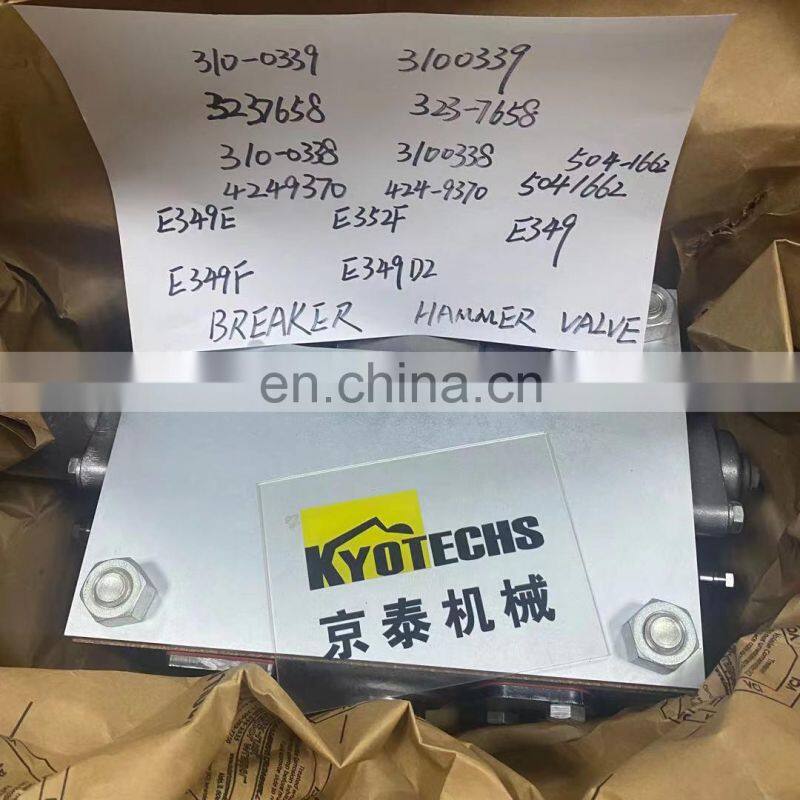 310-0339 3100339
3237658 323-7658
310-0338 3100338 504-1662
4249370 424-9370 5041662
E349E E352F E349
E349F E349D2
BREAKER HAMMER VALVE
en.china.cn
KYOTECHS
京泰机械